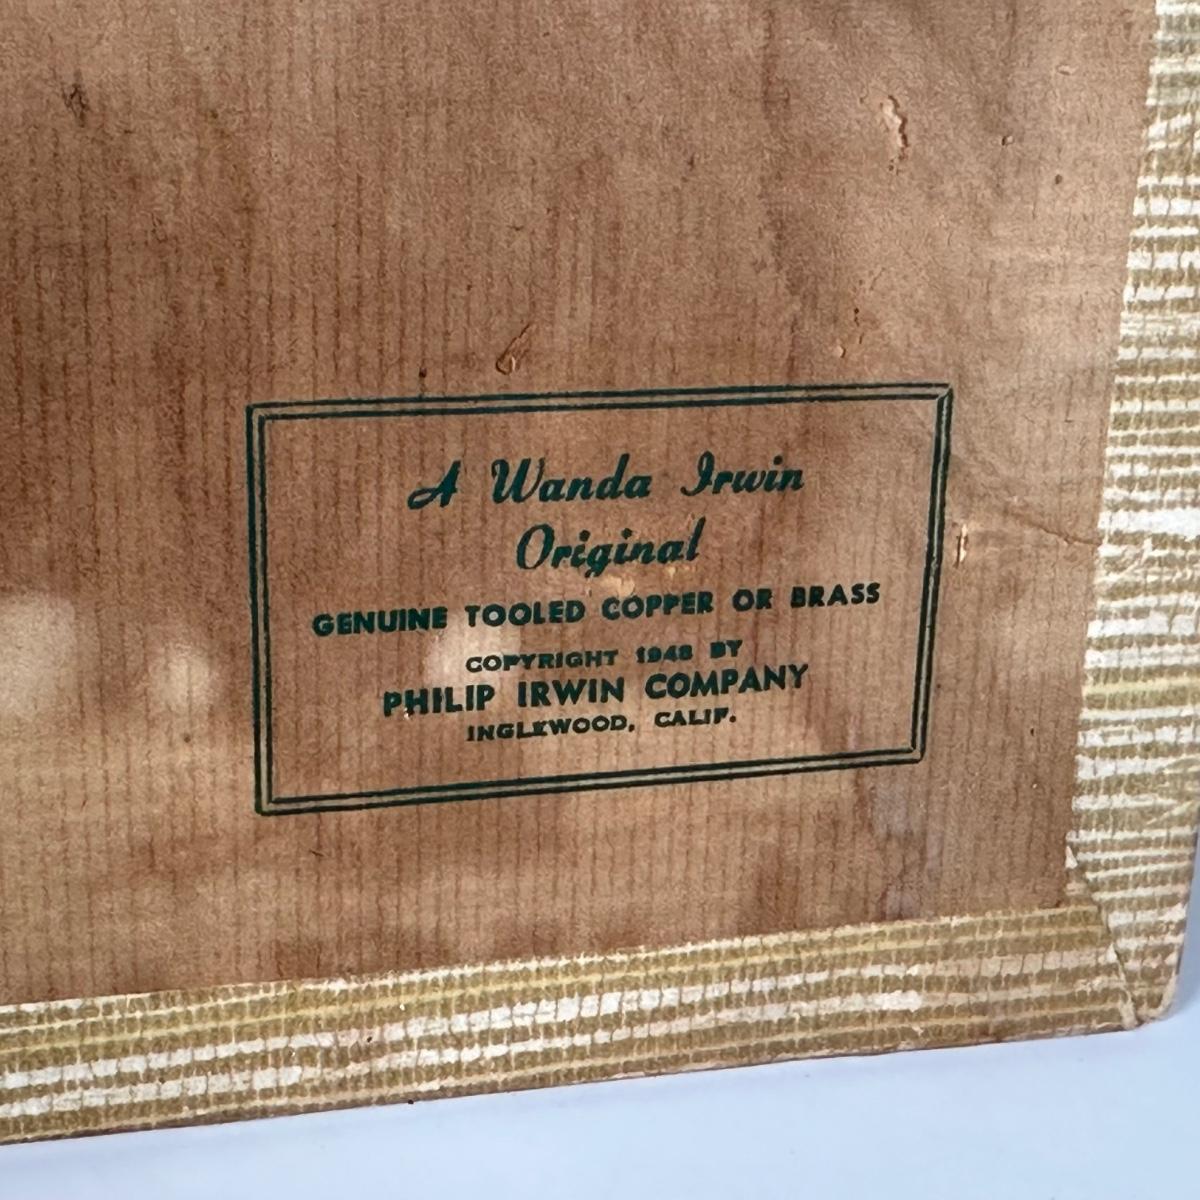 A Wanda Irwin
Original
GENUINE TOOLED COPPER OR BRASS
COPYRIGHT 1948 BY
PHILIP IRWIN COMPANY
INGLEWOOD, CALIF.